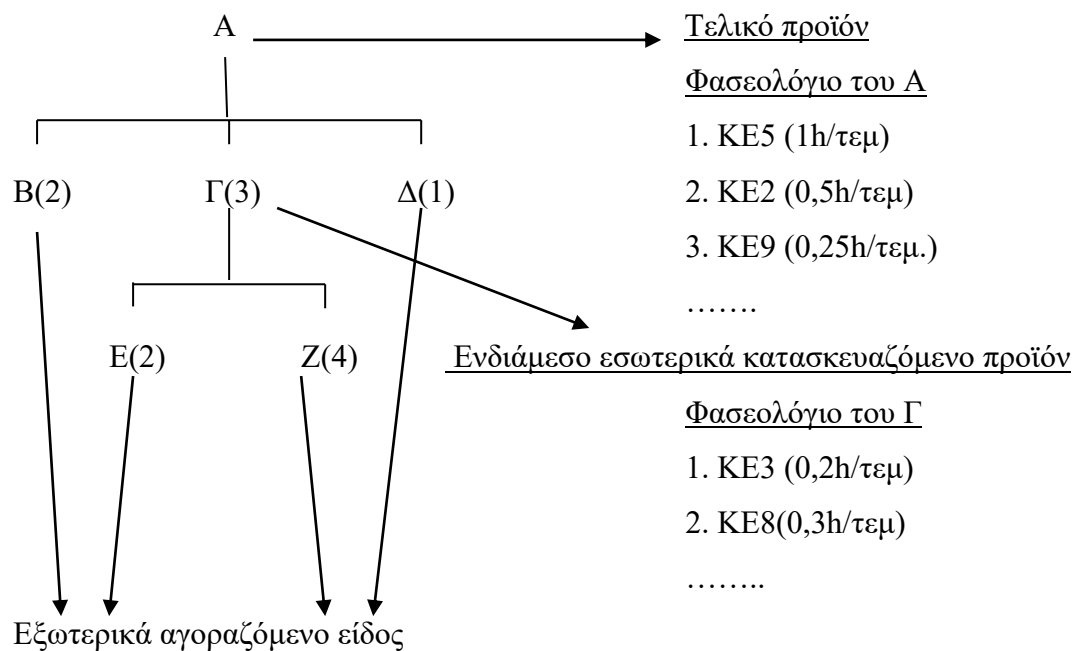 Α
Τελικό προϊόν
Φασεολόγιο του Α
1. ΚΕ5 (1h/τεμ)
Β(2) Γ(3) Δ(1)
2. ΚΕ2 (0,5h/τεμ)
3. ΚΕ9 (0,25h/τεμ.)
…….
Ε(2) Ζ(4)
Ενδιάμεσο εσωτερικά κατασκευαζόμενο προϊόν
Φασεολόγιο του Γ
1. ΚΕ3 (0,2h/τεμ)
2. ΚΕ8(0,3h/τεμ)
……..
Εξωτερικά αγοραζόμενο είδος